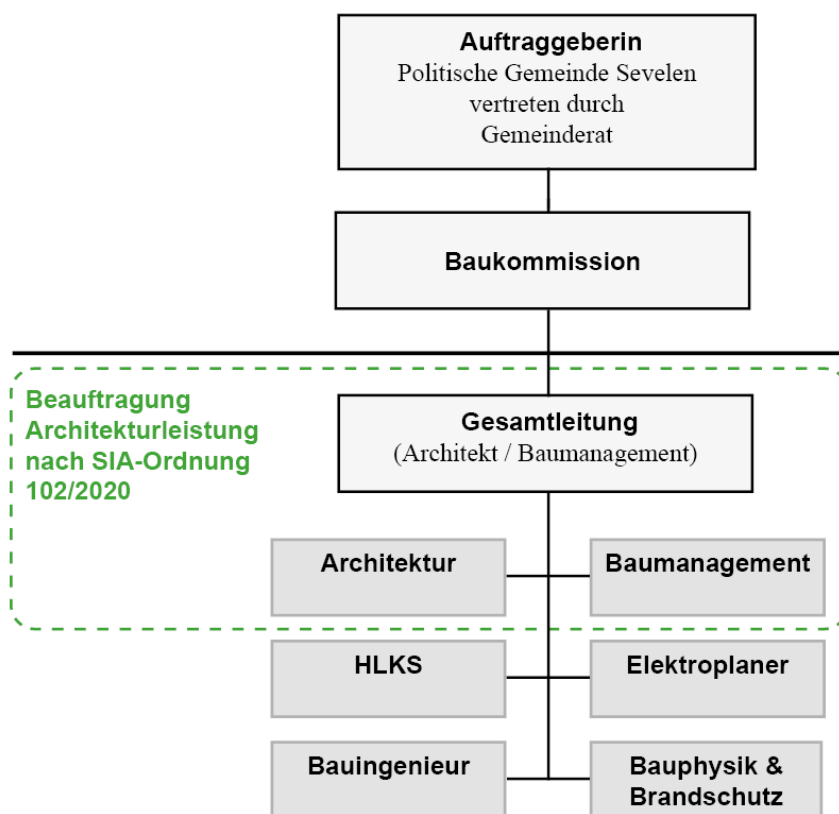 Auftraggeberin
Politische Gemeinde Sevelen
vertreten durch
Gemeinderat
Baukommission
Beauftragung
Architekturleistung
nach SIA-Ordnung
102/2020
Gesamtleitung
(Architekt / Baumanagement)
Architektur
Baumanagement
HLKS
Elektroplaner
Bauingenieur
Bauphysik &
Brandschutz